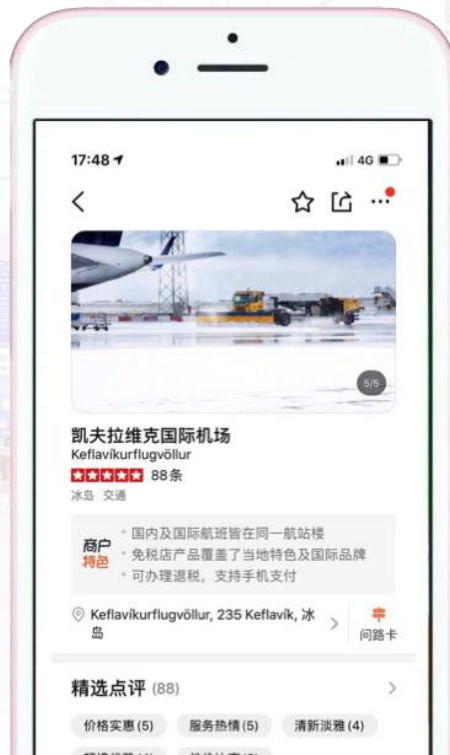 17:48
4G
5/5
凯夫拉维克国际机场
Keflavíkurflugvöllur
88条
冰岛 交通
商户
特色
国内及国际航班皆在同一航站楼
免税店产品覆盖了当地特色及国际品牌
可办理退税，支持手机支付
Keflavíkurflugvöllur, 235 Keflavík, 冰
岛
问路卡
精选点评 (88)
价格实惠(5) 服务热情(5) 清新淡雅(4)